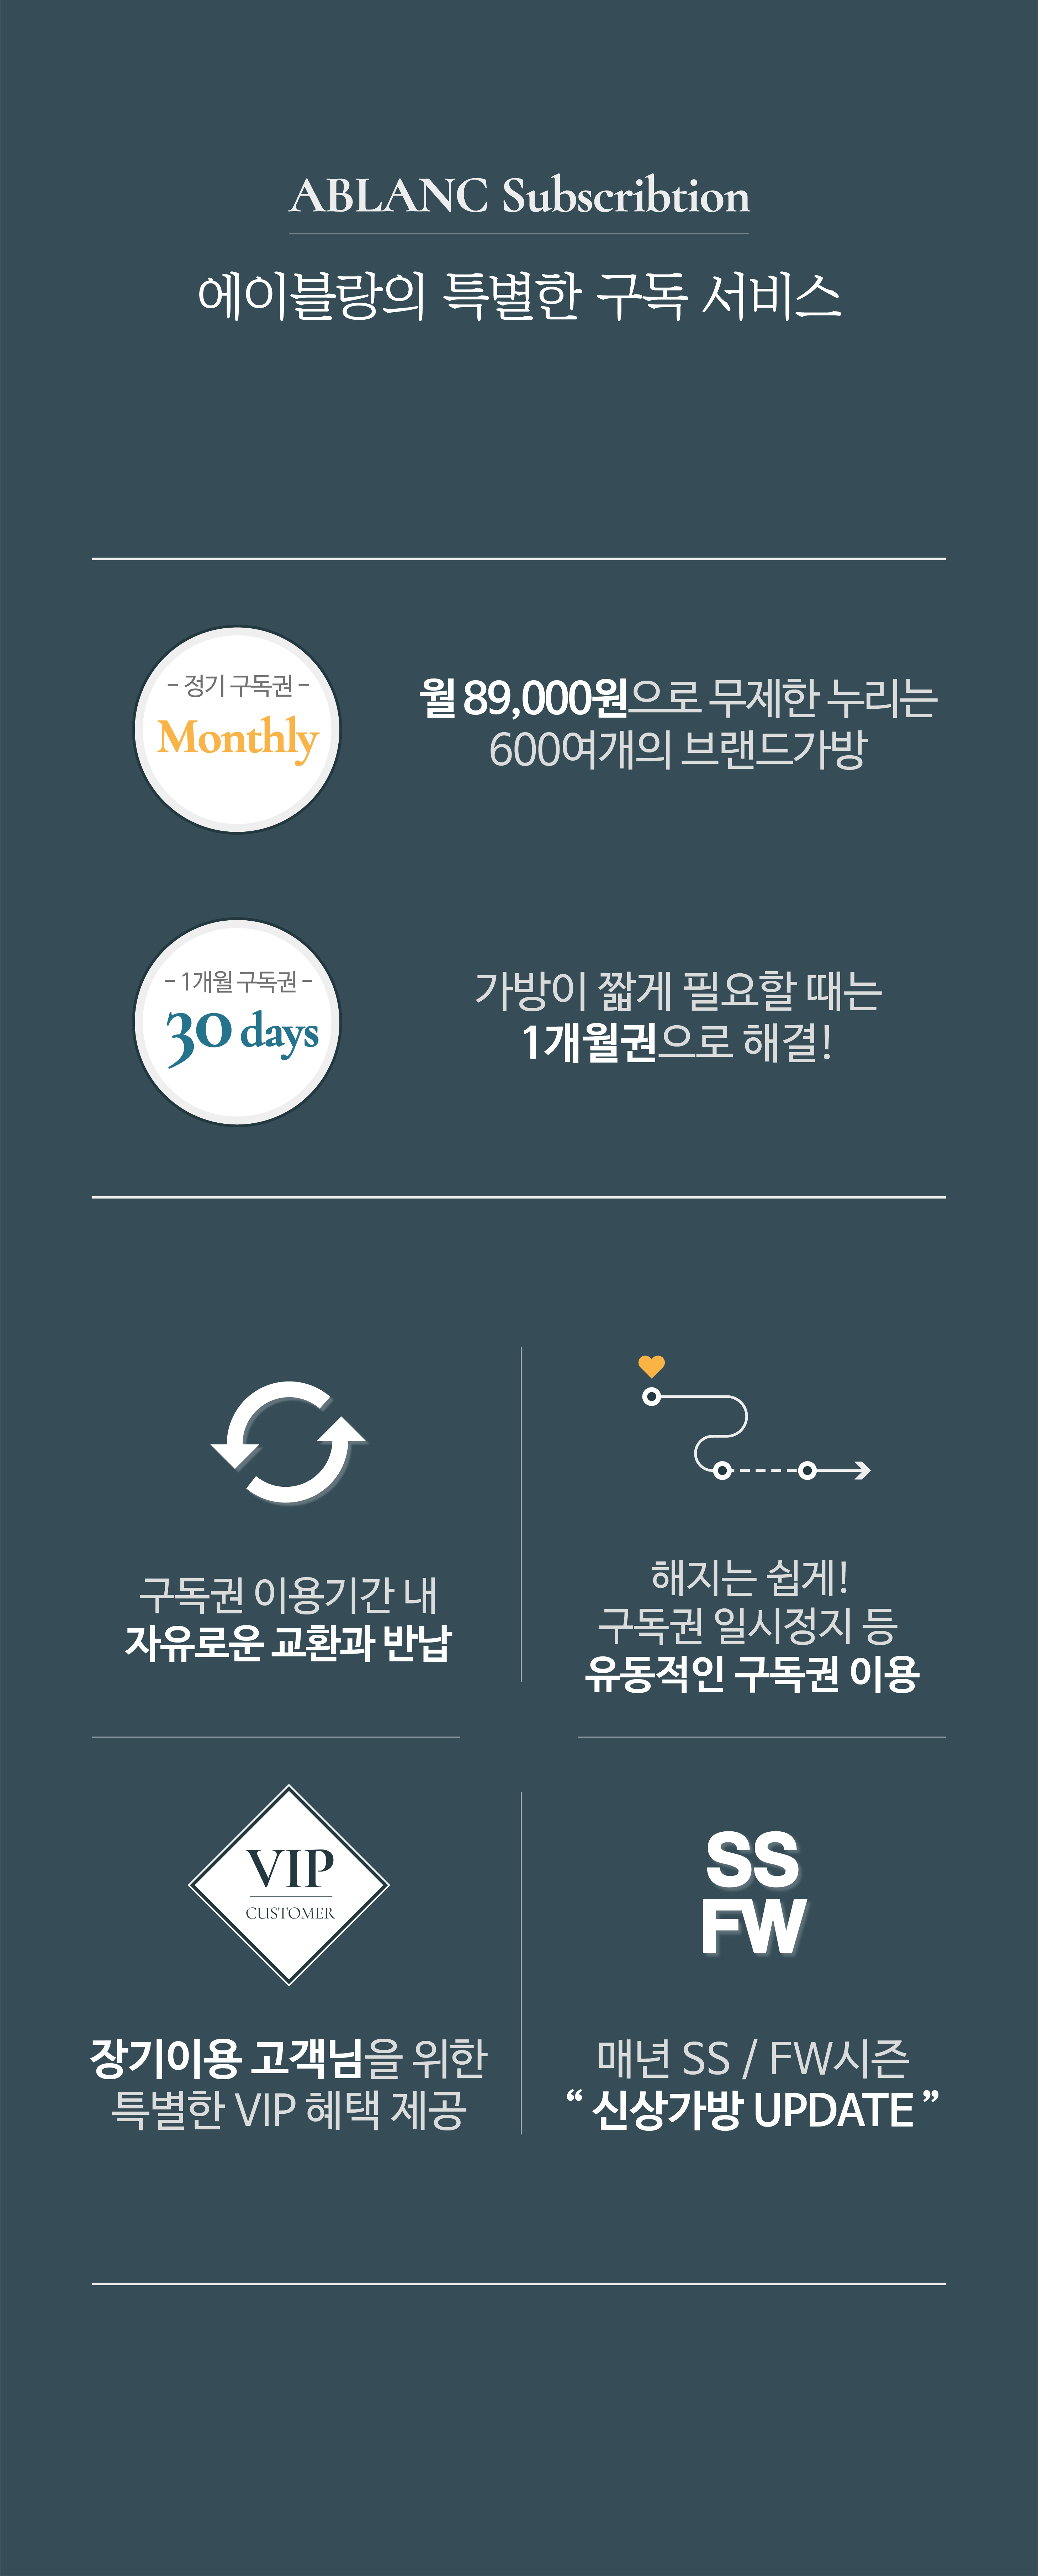 ABLANC Subscribtion
에이블랑의 특별한 구독 서비스
- 정기 구독권 -
Monthly
월 89,000원으로 무제한 누리는
600여개의 브랜드가방
- 1개월 구독권 -
30 days
가방이 짧게 필요할 때는
1개월권으로 해결!
구독권 이용기간 내
자유로운 교환과 반납
해지는 쉽게!
구독권 일시정지 등
유동적인 구독권 이용
VIP
CUSTOMER
장기이용 고객님을 위한
특별한 VIP 혜택 제공
SS
FW
매년 SS / FW시즌
“ 신상가방 UPDATE ”